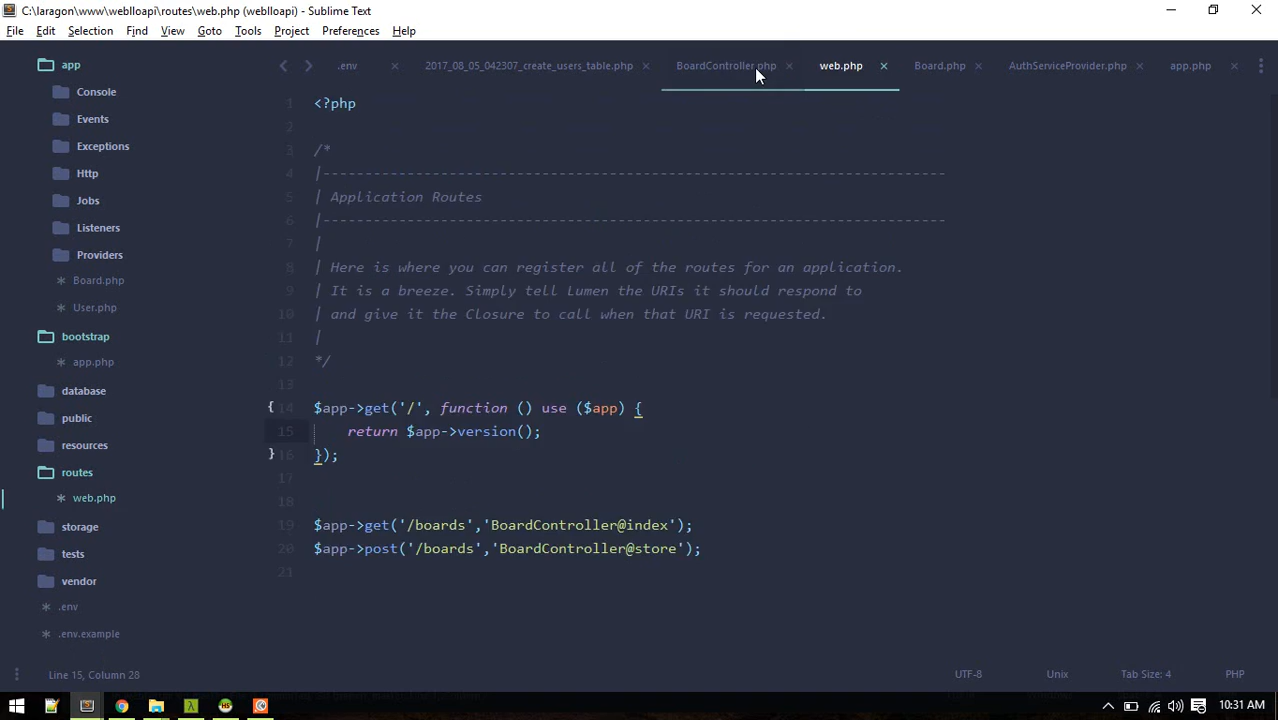 C:\laragon\www\weblloapi\routes\web.php (weblloapi) - Sublime Text
File Edit Selection Find View Goto Tools Project Preferences Help
.env 2017_08_05_042307_create_users_table.php BoardController.php web.php Board.php AuthServiceProvider.php app.php
app
Console
Events
Exceptions
Http
Jobs
Listeners
Providers
Board.php
User.php
bootstrap
app.php
database
public
resources
routes
web.php
storage
tests
vendor
.env
.env.example
1 <?php
2
3 /*
4 |--------------------------------------------------------------------------
5 | Application Routes
6 |--------------------------------------------------------------------------
7 |
8 | Here is where you can register all of the routes for an application.
9 | It is a breeze. Simply tell Lumen the URIs it should respond to
10 | and give it the Closure to call when that URI is requested.
11 |
12 */
13
14 $app->get('/', function () use ($app) {
15 return $app->version();
16 });
17
18
19 $app->get('/boards','BoardController@index');
20 $app->post('/boards','BoardController@store');
21
Line 15, Column 28 UTF-8 Unix Tab Size: 4 PHP
10:31 AM